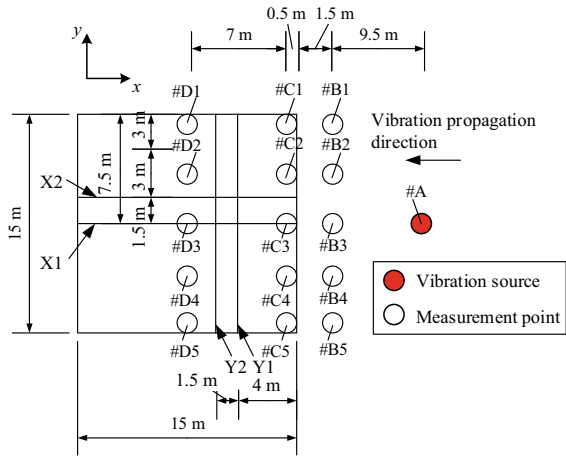 0.5 m
1.5 m
y
7 m
9.5 m
x
#D1
#C1
#B1
Vibration propagation
direction
3 m
#D2
#C2
#B2
X2
7.5 m
3 m
#A
15 m
1.5 m
X1
#D3
#C3
#B3
Vibration source
#D4
#C4
#B4
Measurement point
#D5
#C5
#B5
Y2
Y1
1.5 m
4 m
15 m